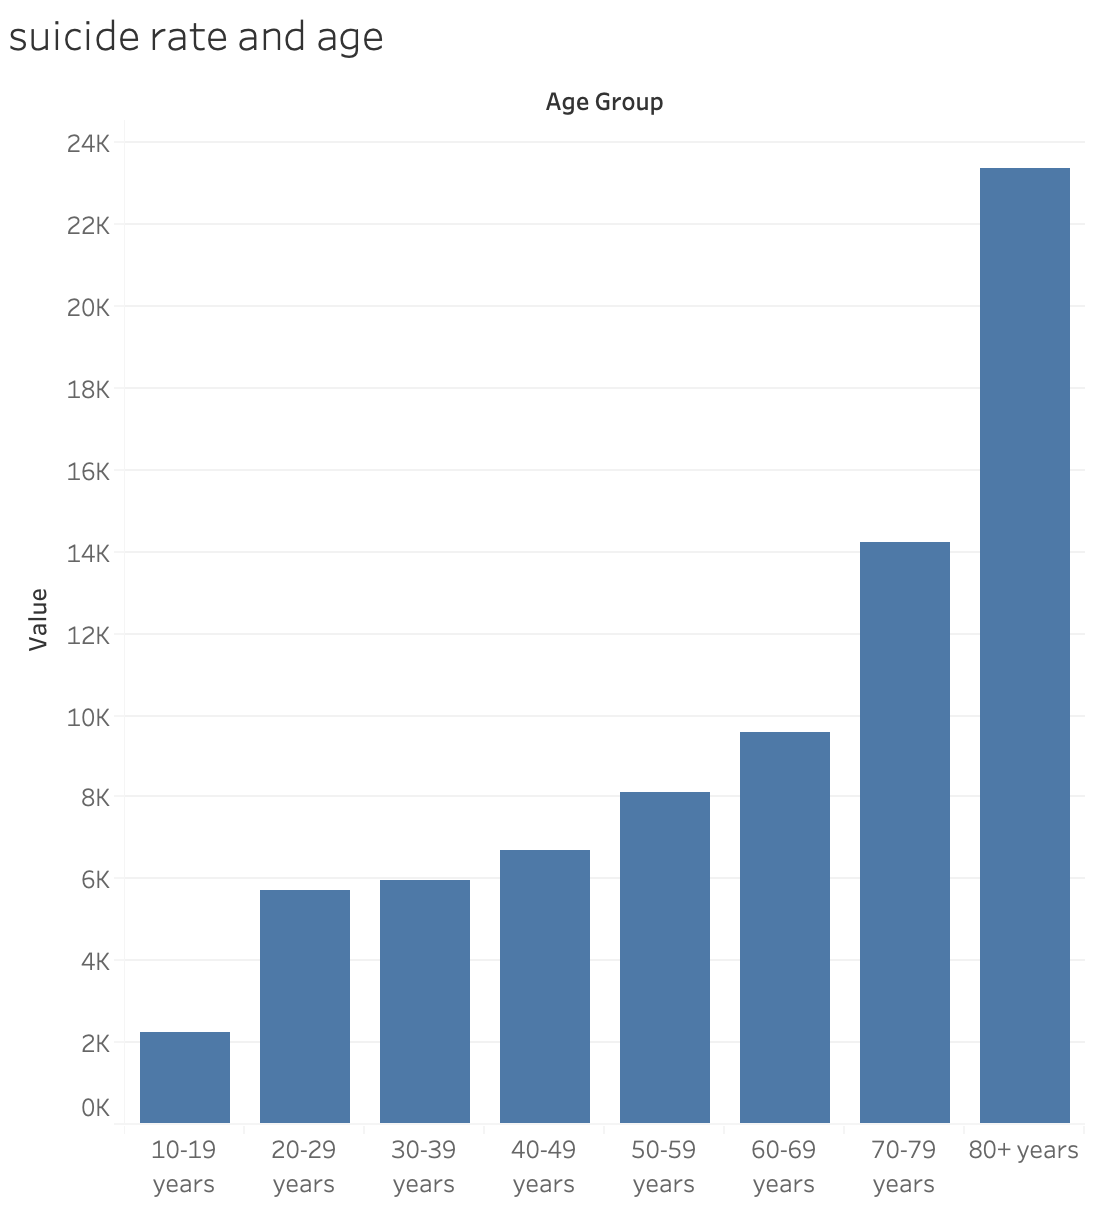 suicide rate and age
Age Group
24K
22K
20K
18K
16K
14K
12K
10K
8K
6K
4K
2K
0K
Value
10-19 years
20-29 years
30-39 years
40-49 years
50-59 years
60-69 years
70-79 years
80+ years